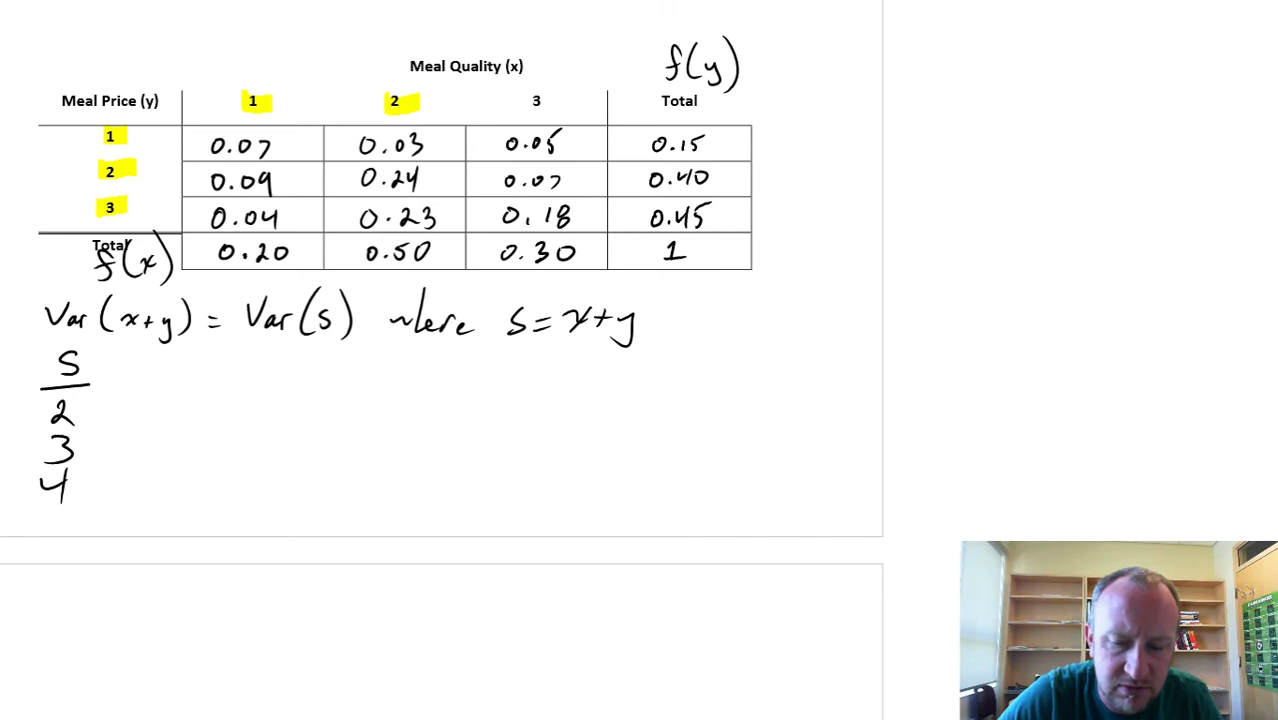 Meal Quality (x) f(y)
Meal Price (y) 1 2 3 Total
1 0.07 0.03 0.05 0.15
2 0.09 0.24 0.07 0.40
3 0.04 0.23 0.18 0.45
Total 0.20 0.50 0.30 1
f(x)
Var(x+y) = Var(s) where s=x+y
S
2
3
4